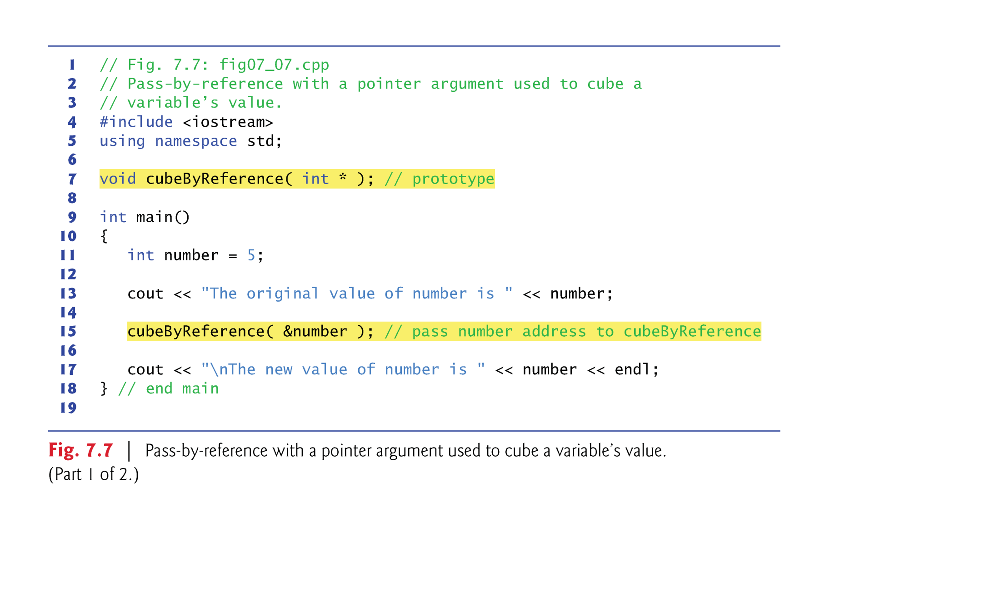 1 // Fig. 7.7: fig07_07.cpp
2 // Pass-by-reference with a pointer argument used to cube a
3 // variable’s value.
4 #include <iostream>
5 using namespace std;
6
7 void cubeByReference( int * ); // prototype
8
9 int main()
10 {
11    int number = 5;
12
13    cout << "The original value of number is " << number;
14
15    cubeByReference( &number ); // pass number address to cubeByReference
16
17    cout << "\nThe new value of number is " << number << endl;
18 } // end main
19
Fig. 7.7 | Pass-by-reference with a pointer argument used to cube a variable’s value.
(Part 1 of 2.)